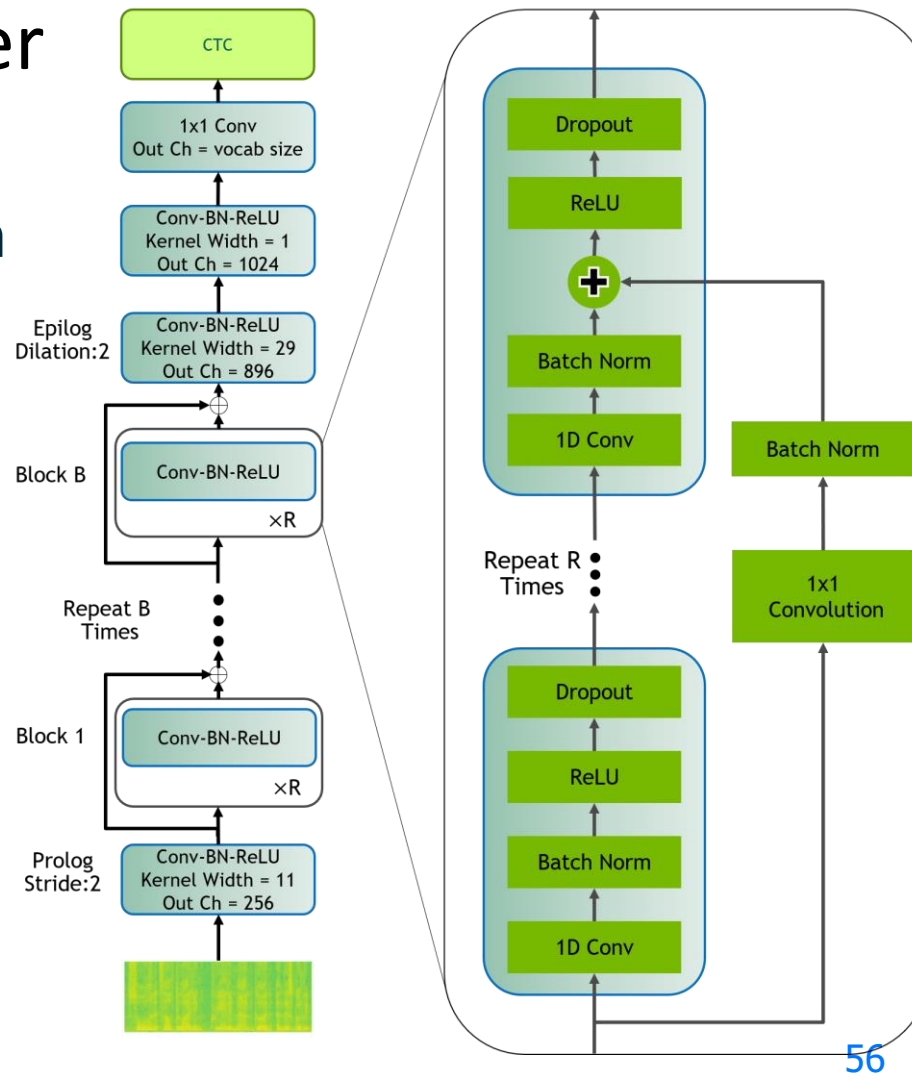 er
CTC
1x1 Conv
Out Ch = vocab size
Conv-BN-ReLU
Kernel Width = 1
Out Ch = 1024
Epilog
Dilation:2
Conv-BN-ReLU
Kernel Width = 29
Out Ch = 896
Block B
Conv-BN-ReLU
×R
Repeat B
Times
Block 1
Conv-BN-ReLU
×R
Prolog
Stride:2
Conv-BN-ReLU
Kernel Width = 11
Out Ch = 256
Dropout
ReLU
+
Batch Norm
1D Conv
Batch Norm
Repeat R
Times
1x1
Convolution
Dropout
ReLU
Batch Norm
1D Conv
56